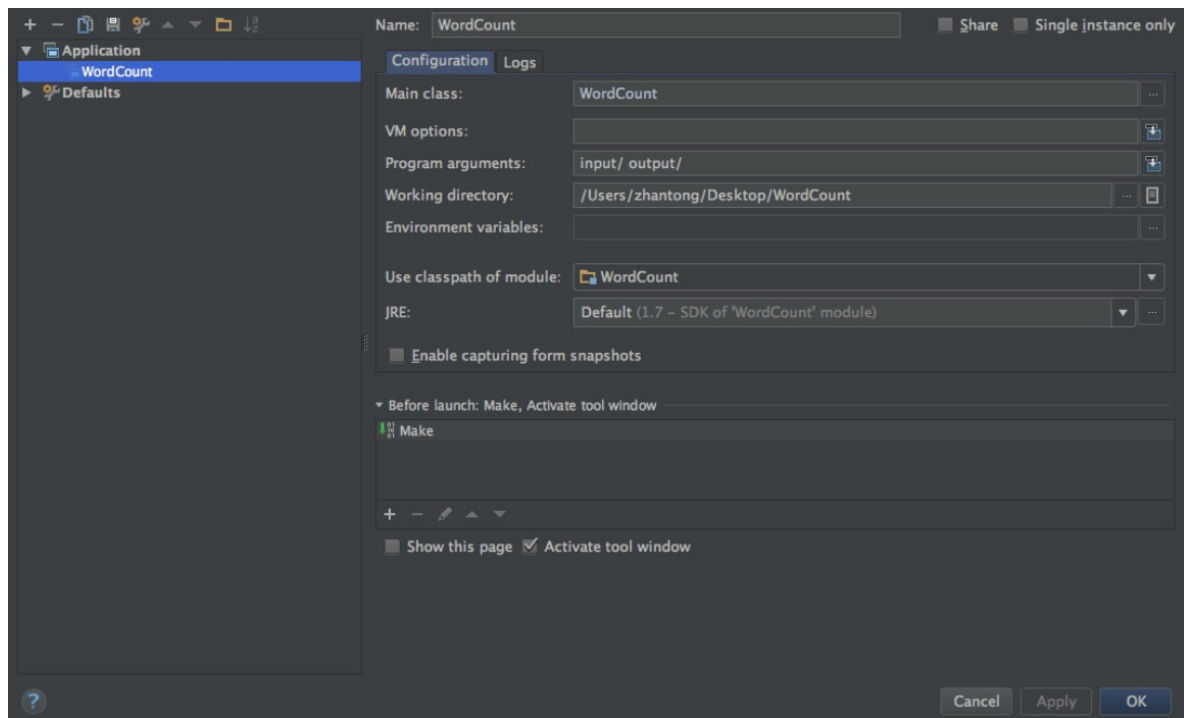 Application
WordCount
Defaults
Name: WordCount
Share Single instance only
Configuration Logs
Main class: WordCount
VM options:
Program arguments: input/ output/
Working directory: /Users/zhantong/Desktop/WordCount
Environment variables:
Use classpath of module: WordCount
JRE: Default (1.7 – SDK of 'WordCount' module)
Enable capturing form snapshots
Before launch: Make, Activate tool window
Make
Show this page Activate tool window
? Cancel Apply OK